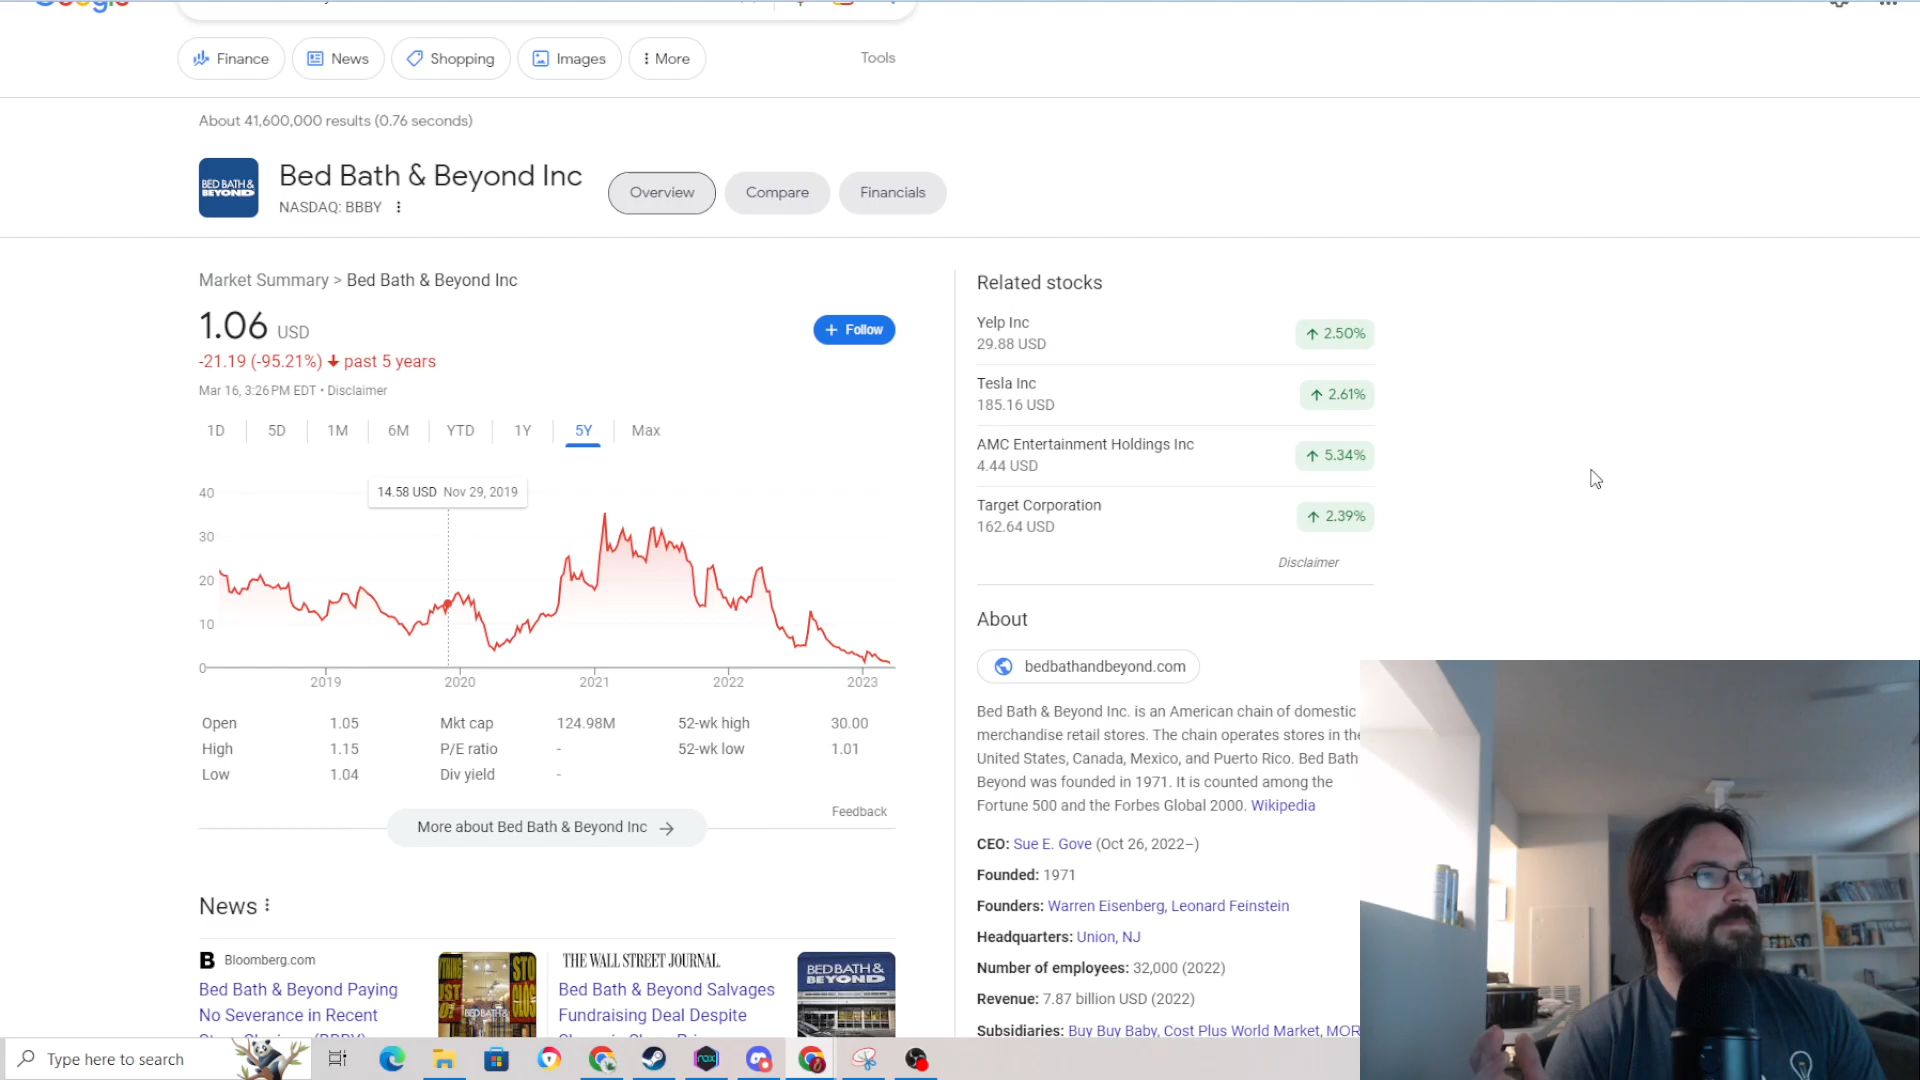 Finance
News
Shopping
Images
More
Tools
About 41,600,000 results (0.76 seconds)
BED BATH &
BEYOND
Bed Bath & Beyond Inc
NASDAQ: BBBY
Overview
Compare
Financials
Market Summary > Bed Bath & Beyond Inc
1.06 USD
+ Follow
-21.19 (-95.21%) past 5 years
Mar 16, 3:26 PM EDT • Disclaimer
1D 5D 1M 6M YTD 1Y 5Y Max
14.58 USD Nov 29, 2019
40
30
20
10
0
2019 2020 2021 2022 2023
Open 1.05 Mkt cap 124.98M 52-wk high 30.00
High 1.15 P/E ratio - 52-wk low 1.01
Low 1.04 Div yield -
Feedback
More about Bed Bath & Beyond Inc
News
Bloomberg.com
Bed Bath & Beyond Paying
No Severance in Recent
THE WALL STREET JOURNAL.
Bed Bath & Beyond Salvages
Fundraising Deal Despite
BED BATH &
BEYOND
Related stocks
Yelp Inc
29.88 USD
2.50%
Tesla Inc
185.16 USD
2.61%
AMC Entertainment Holdings Inc
4.44 USD
5.34%
Target Corporation
162.64 USD
2.39%
Disclaimer
About
bedbathandbeyond.com
Bed Bath & Beyond Inc. is an American chain of domestic
merchandise retail stores. The chain operates stores in the
United States, Canada, Mexico, and Puerto Rico. Bed Bath
Beyond was founded in 1971. It is counted among the
Fortune 500 and the Forbes Global 2000. Wikipedia
CEO: Sue E. Gove (Oct 26, 2022–)
Founded: 1971
Founders: Warren Eisenberg, Leonard Feinstein
Headquarters: Union, NJ
Number of employees: 32,000 (2022)
Revenue: 7.87 billion USD (2022)
Subsidiaries: Buy Buy Baby, Cost Plus World Market, MOR
Type here to search